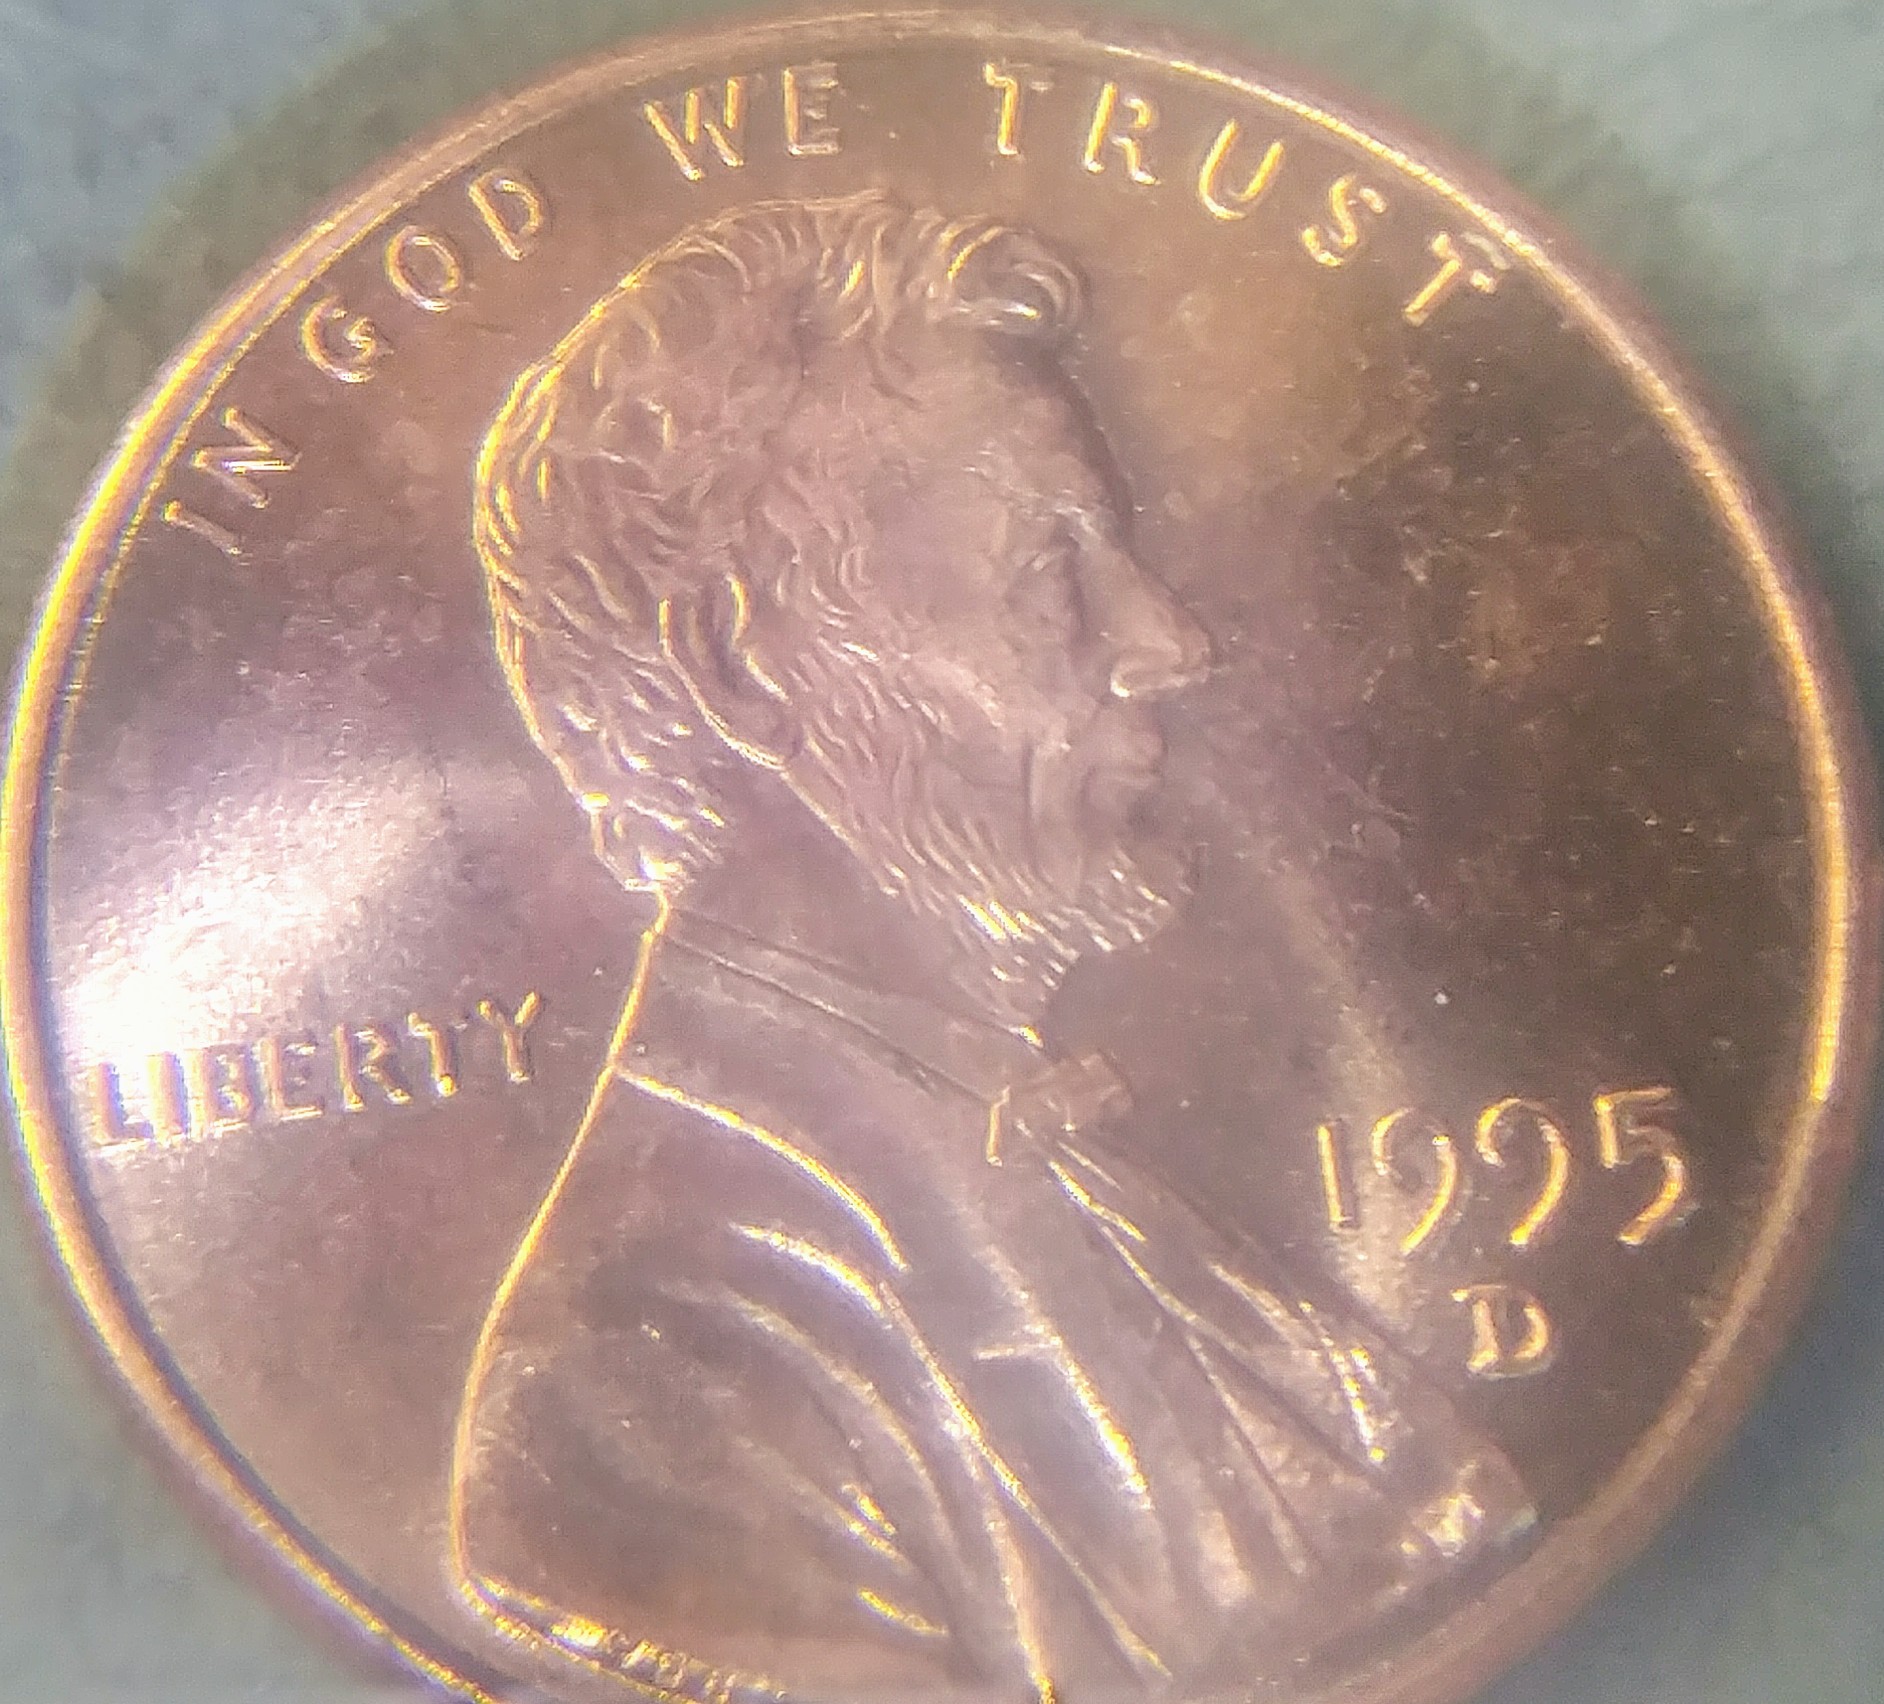 IN GOD WE TRUST
LIBERTY
1995
D